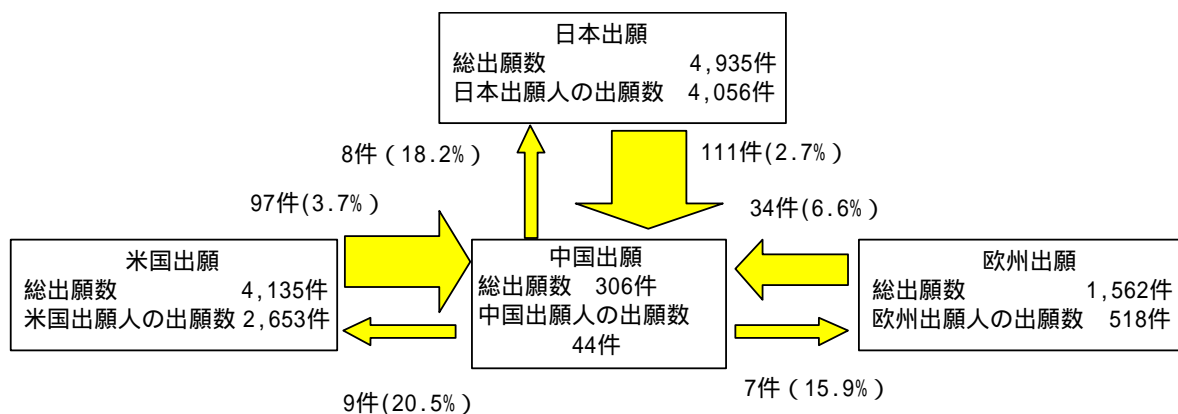 日本出願
総出願数 4,935件
日本出願人の出願数 4,056件
8件（18.2%）
111件(2.7%)
97件(3.7%)
34件(6.6%)
米国出願
総出願数 4,135件
米国出願人の出願数 2,653件
中国出願
総出願数 306件
中国出願人の出願数
44件
欧州出願
総出願数 1,562件
欧州出願人の出願数 518件
9件(20.5%)
7件（15.9%）